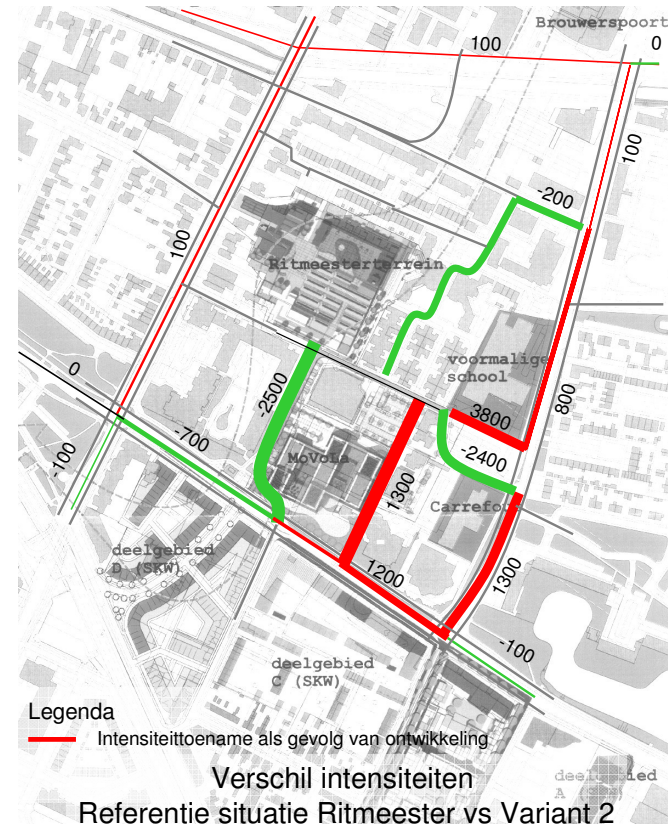 Brouwerspoort
0
100
100
-200
100
Ritmeesterterrein
voormalige
school
800
0
-2500
3800
-700
-2400
-100
MoVoLa
1300
Carrefour
deelgebied
D (SKW)
1200
1300
-100
deelgebied
C (SKW)
Legenda
Intensiteittoename als gevolg van ontwikkeling
deelgebied
A
Verschil intensiteiten
Referentie situatie Ritmeester vs Variant 2